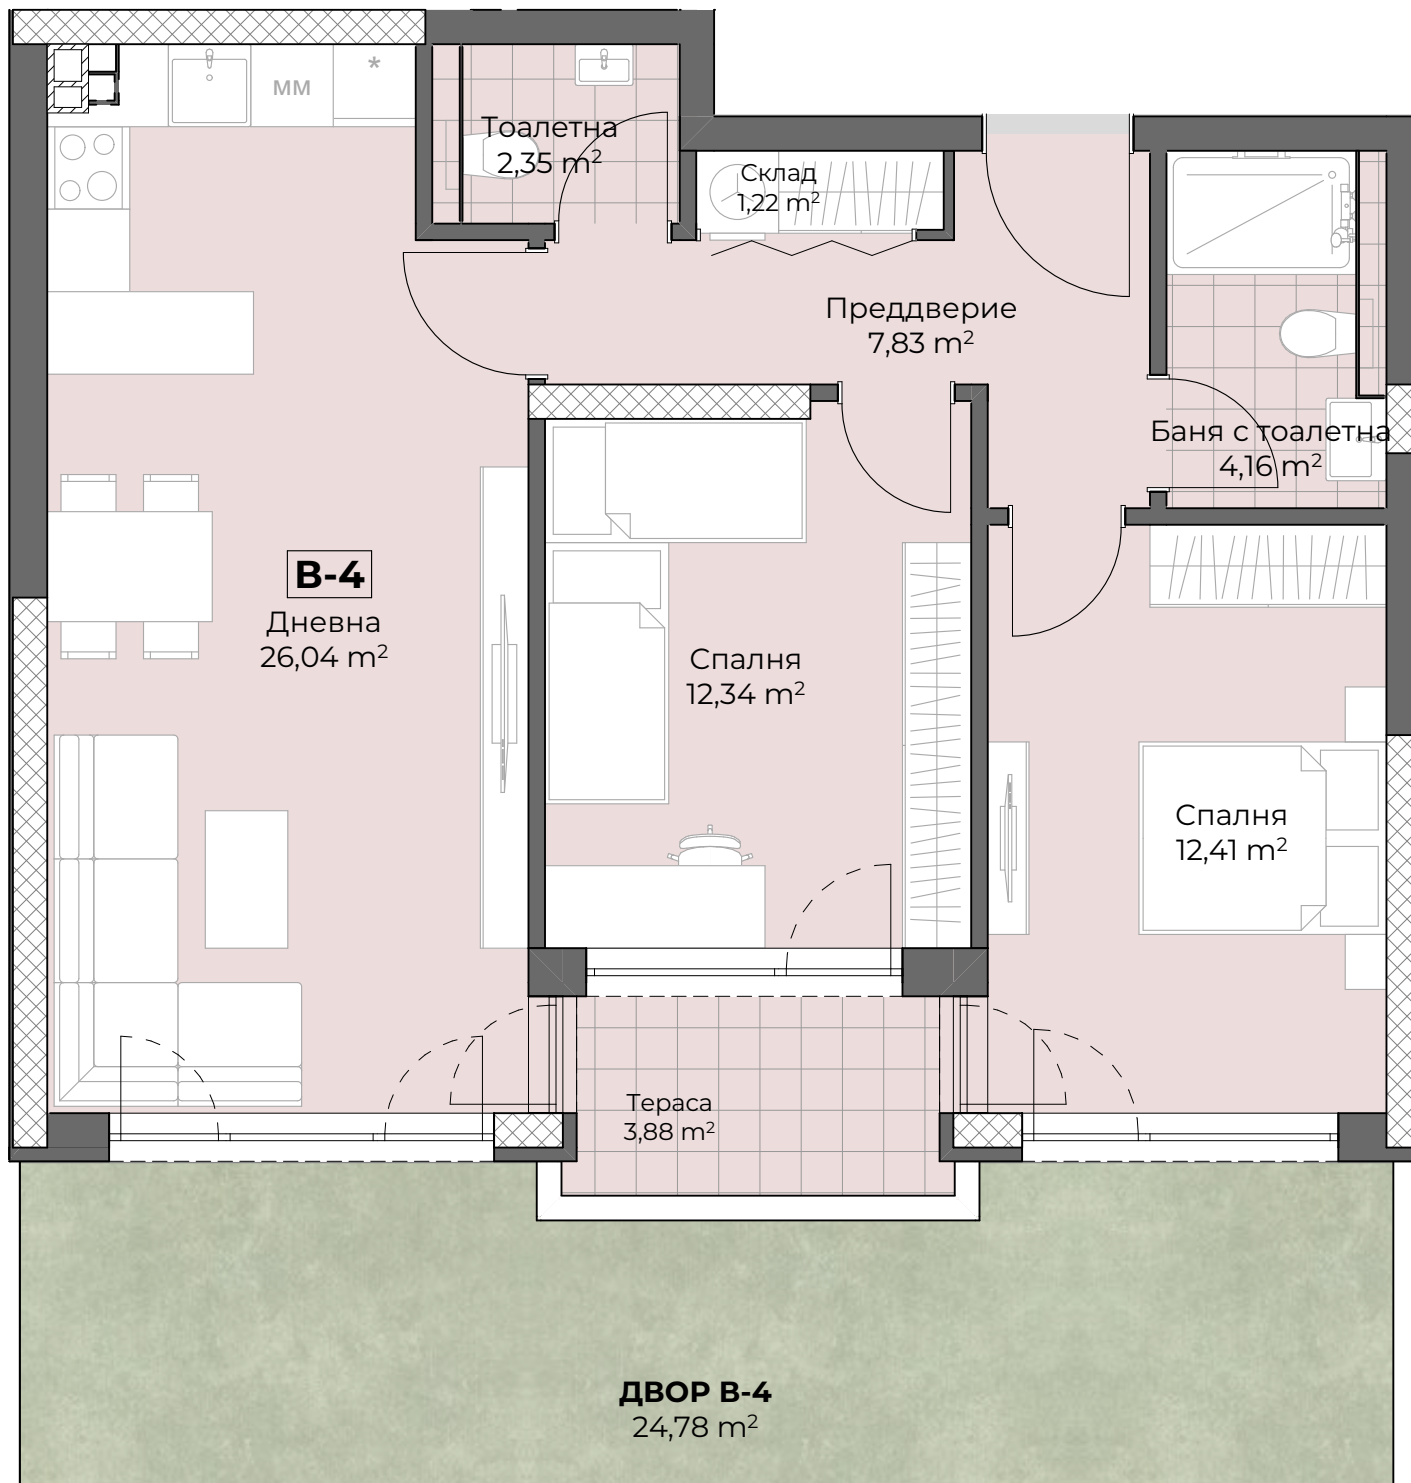 мм
*
Тоалетна
2,35 m²
Склад
1,22 m²
Преддверие
7,83 m²
Баня с тоалетна
4,16 m²
В-4
Дневна
26,04 m²
Спалня
12,34 m²
Спалня
12,41 m²
Тераса
3,88 m²
ДВОР В-4
24,78 m²